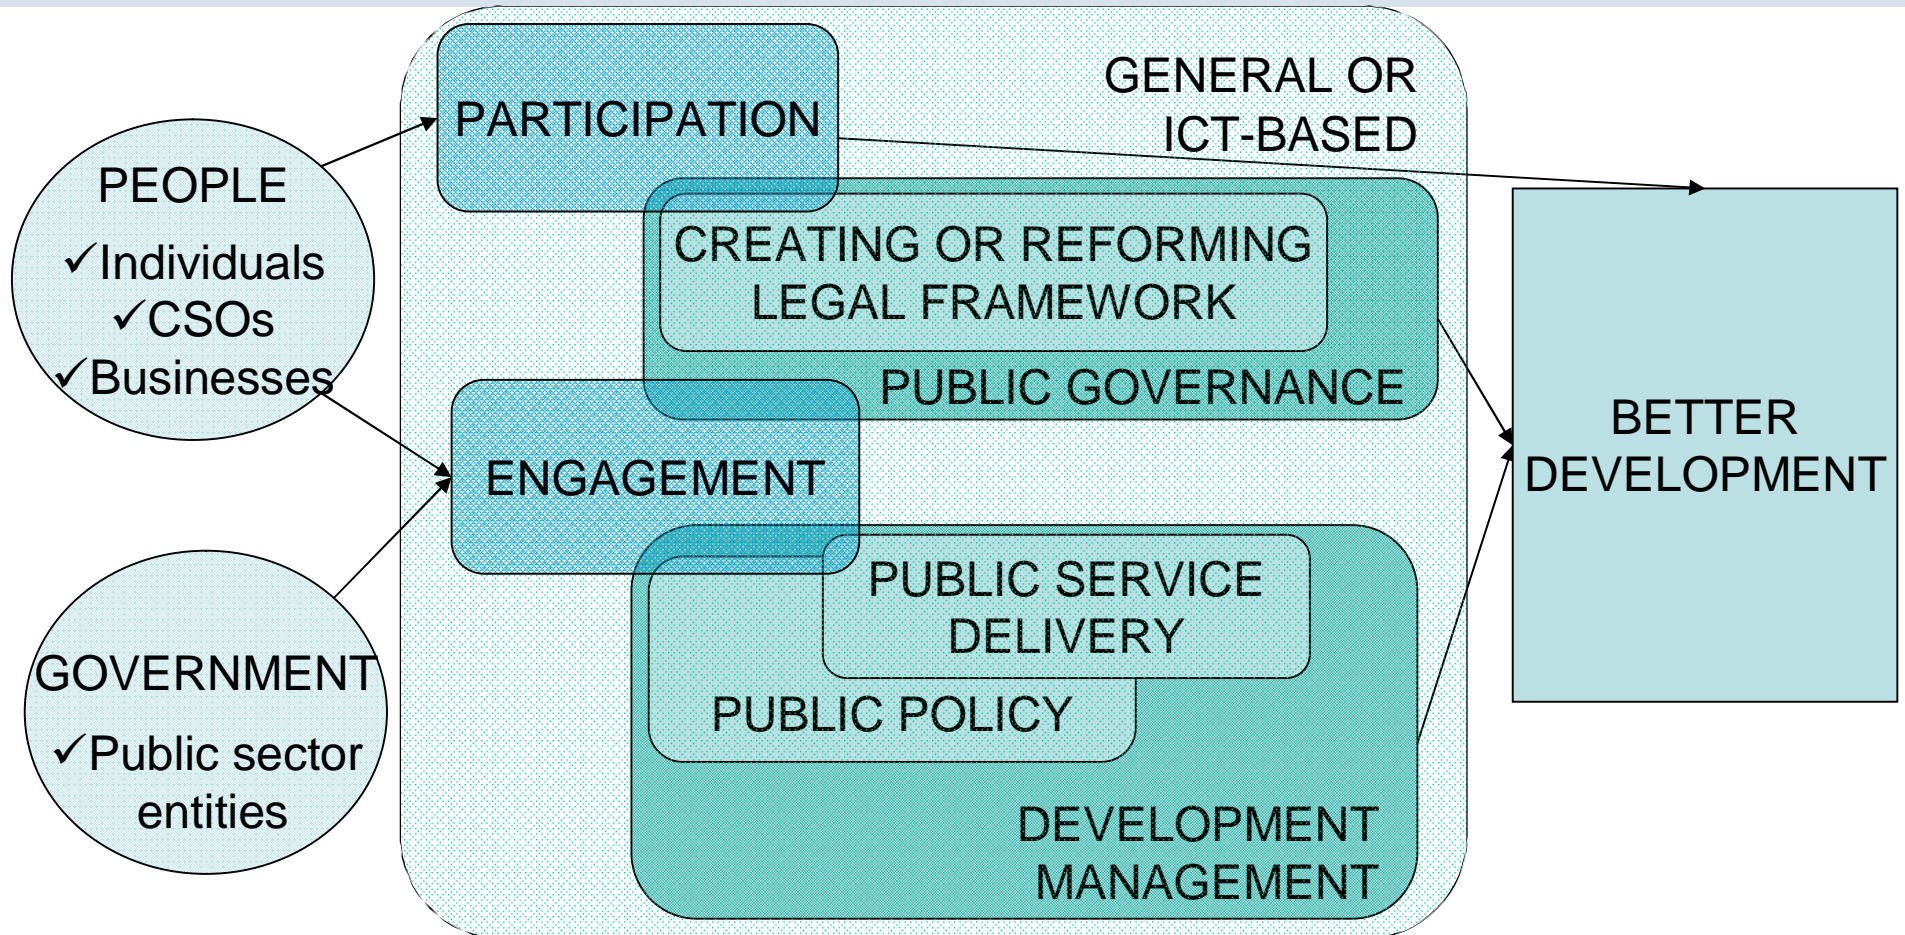 PARTICIPATION
GENERAL OR
ICT-BASED
PEOPLE
✓Individuals
✓CSOs
✓Businesses
CREATING OR REFORMING
LEGAL FRAMEWORK
PUBLIC GOVERNANCE
ENGAGEMENT
BETTER
DEVELOPMENT
GOVERNMENT
✓Public sector
entities
PUBLIC SERVICE
DELIVERY
PUBLIC POLICY
DEVELOPMENT
MANAGEMENT